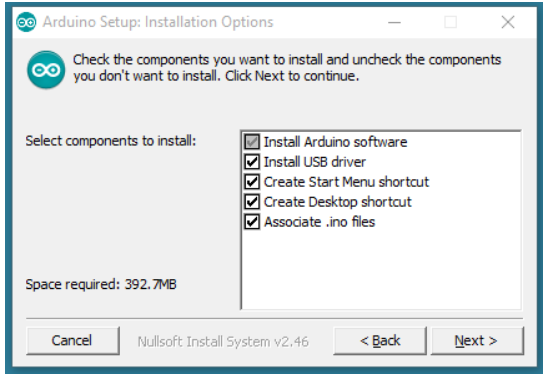 Arduino Setup: Installation Options
Check the components you want to install and uncheck the components
you don't want to install. Click Next to continue.
Select components to install:
Install Arduino software
Install USB driver
Create Start Menu shortcut
Create Desktop shortcut
Associate .ino files
Space required: 392.7MB
Cancel
Nullsoft Install System v2.46
< Back
Next >